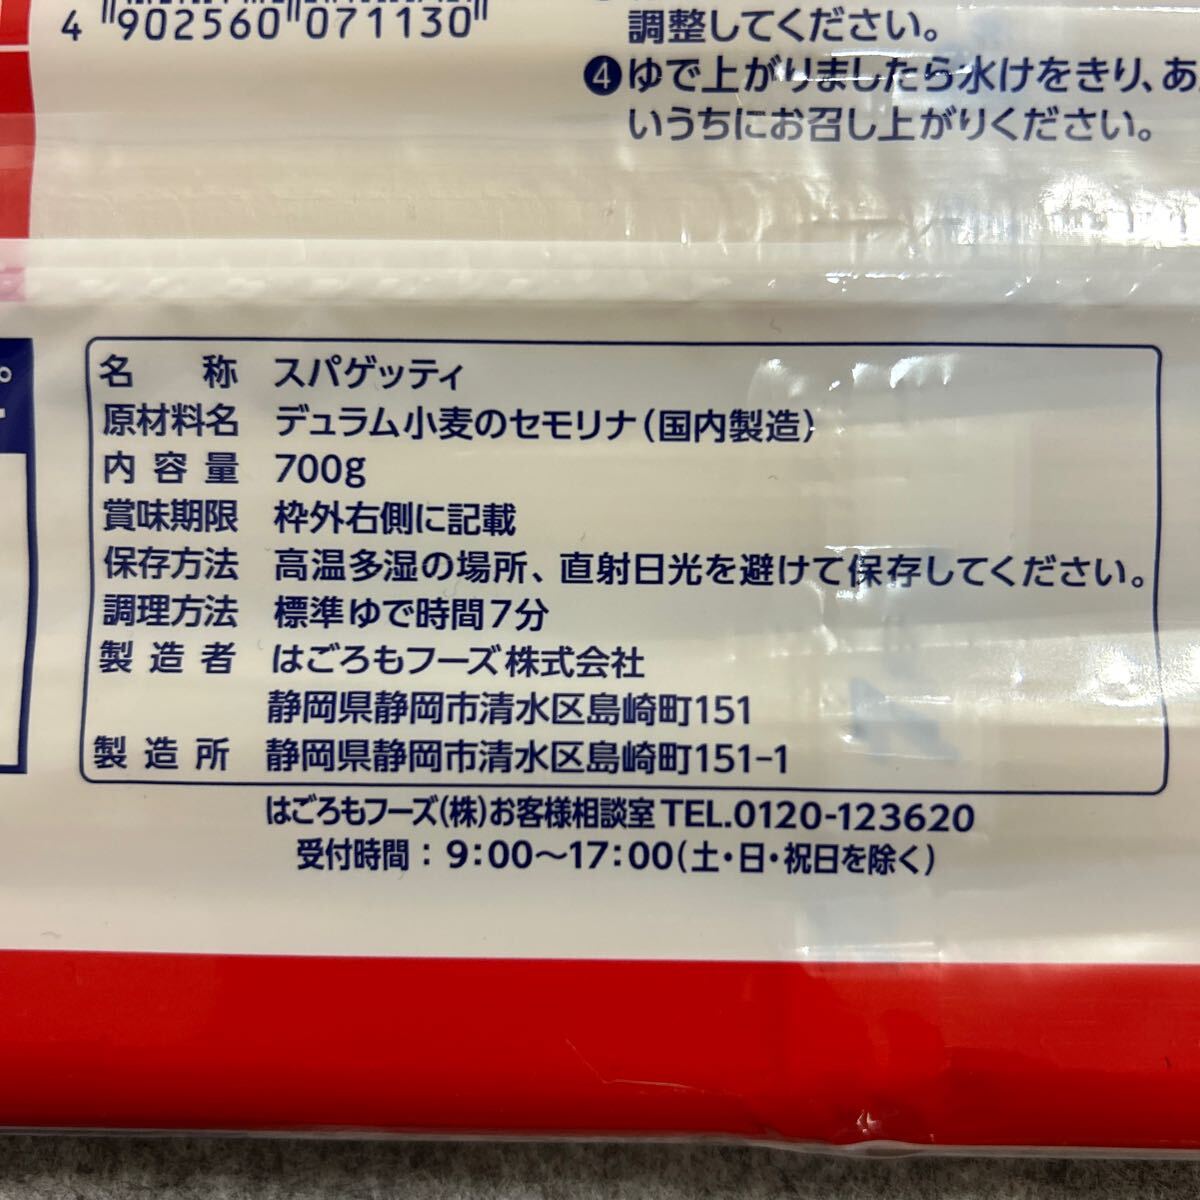 4 902560 071130
調整してください。
❹ゆで上がりましたら水けをきり、あ
いうちにお召し上がりください。
名 称 スパゲッティ
原材料名 デュラム小麦のセモリナ(国内製造)
内容量 700g
賞味期限 枠外右側に記載
保存方法 高温多湿の場所、直射日光を避けて保存してください。
調理方法 標準ゆで時間7分
製造者 はごろもフーズ株式会社
静岡県静岡市清水区島崎町151
製造所 静岡県静岡市清水区島崎町151-1
はごろもフーズ(株)お客様相談室TEL.0120-123620
受付時間：9:00～17:00(土・日・祝日を除く)